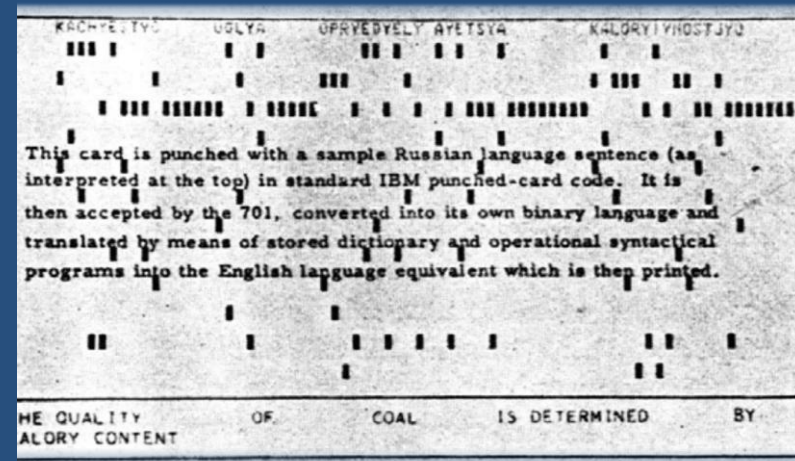 KACHYESTVO UGLYA OPRYEDYELY AYETSYA KALORYIYNOSTJYU
This card is punched with a sample Russian language sentence (as
interpreted at the top) in standard IBM punched-card code. It is
then accepted by the 701, converted into its own binary language and
translated by means of stored dictionary and operational syntactical
programs into the English language equivalent which is then printed.
HE QUALITY OF COAL IS DETERMINED BY
ALORY CONTENT